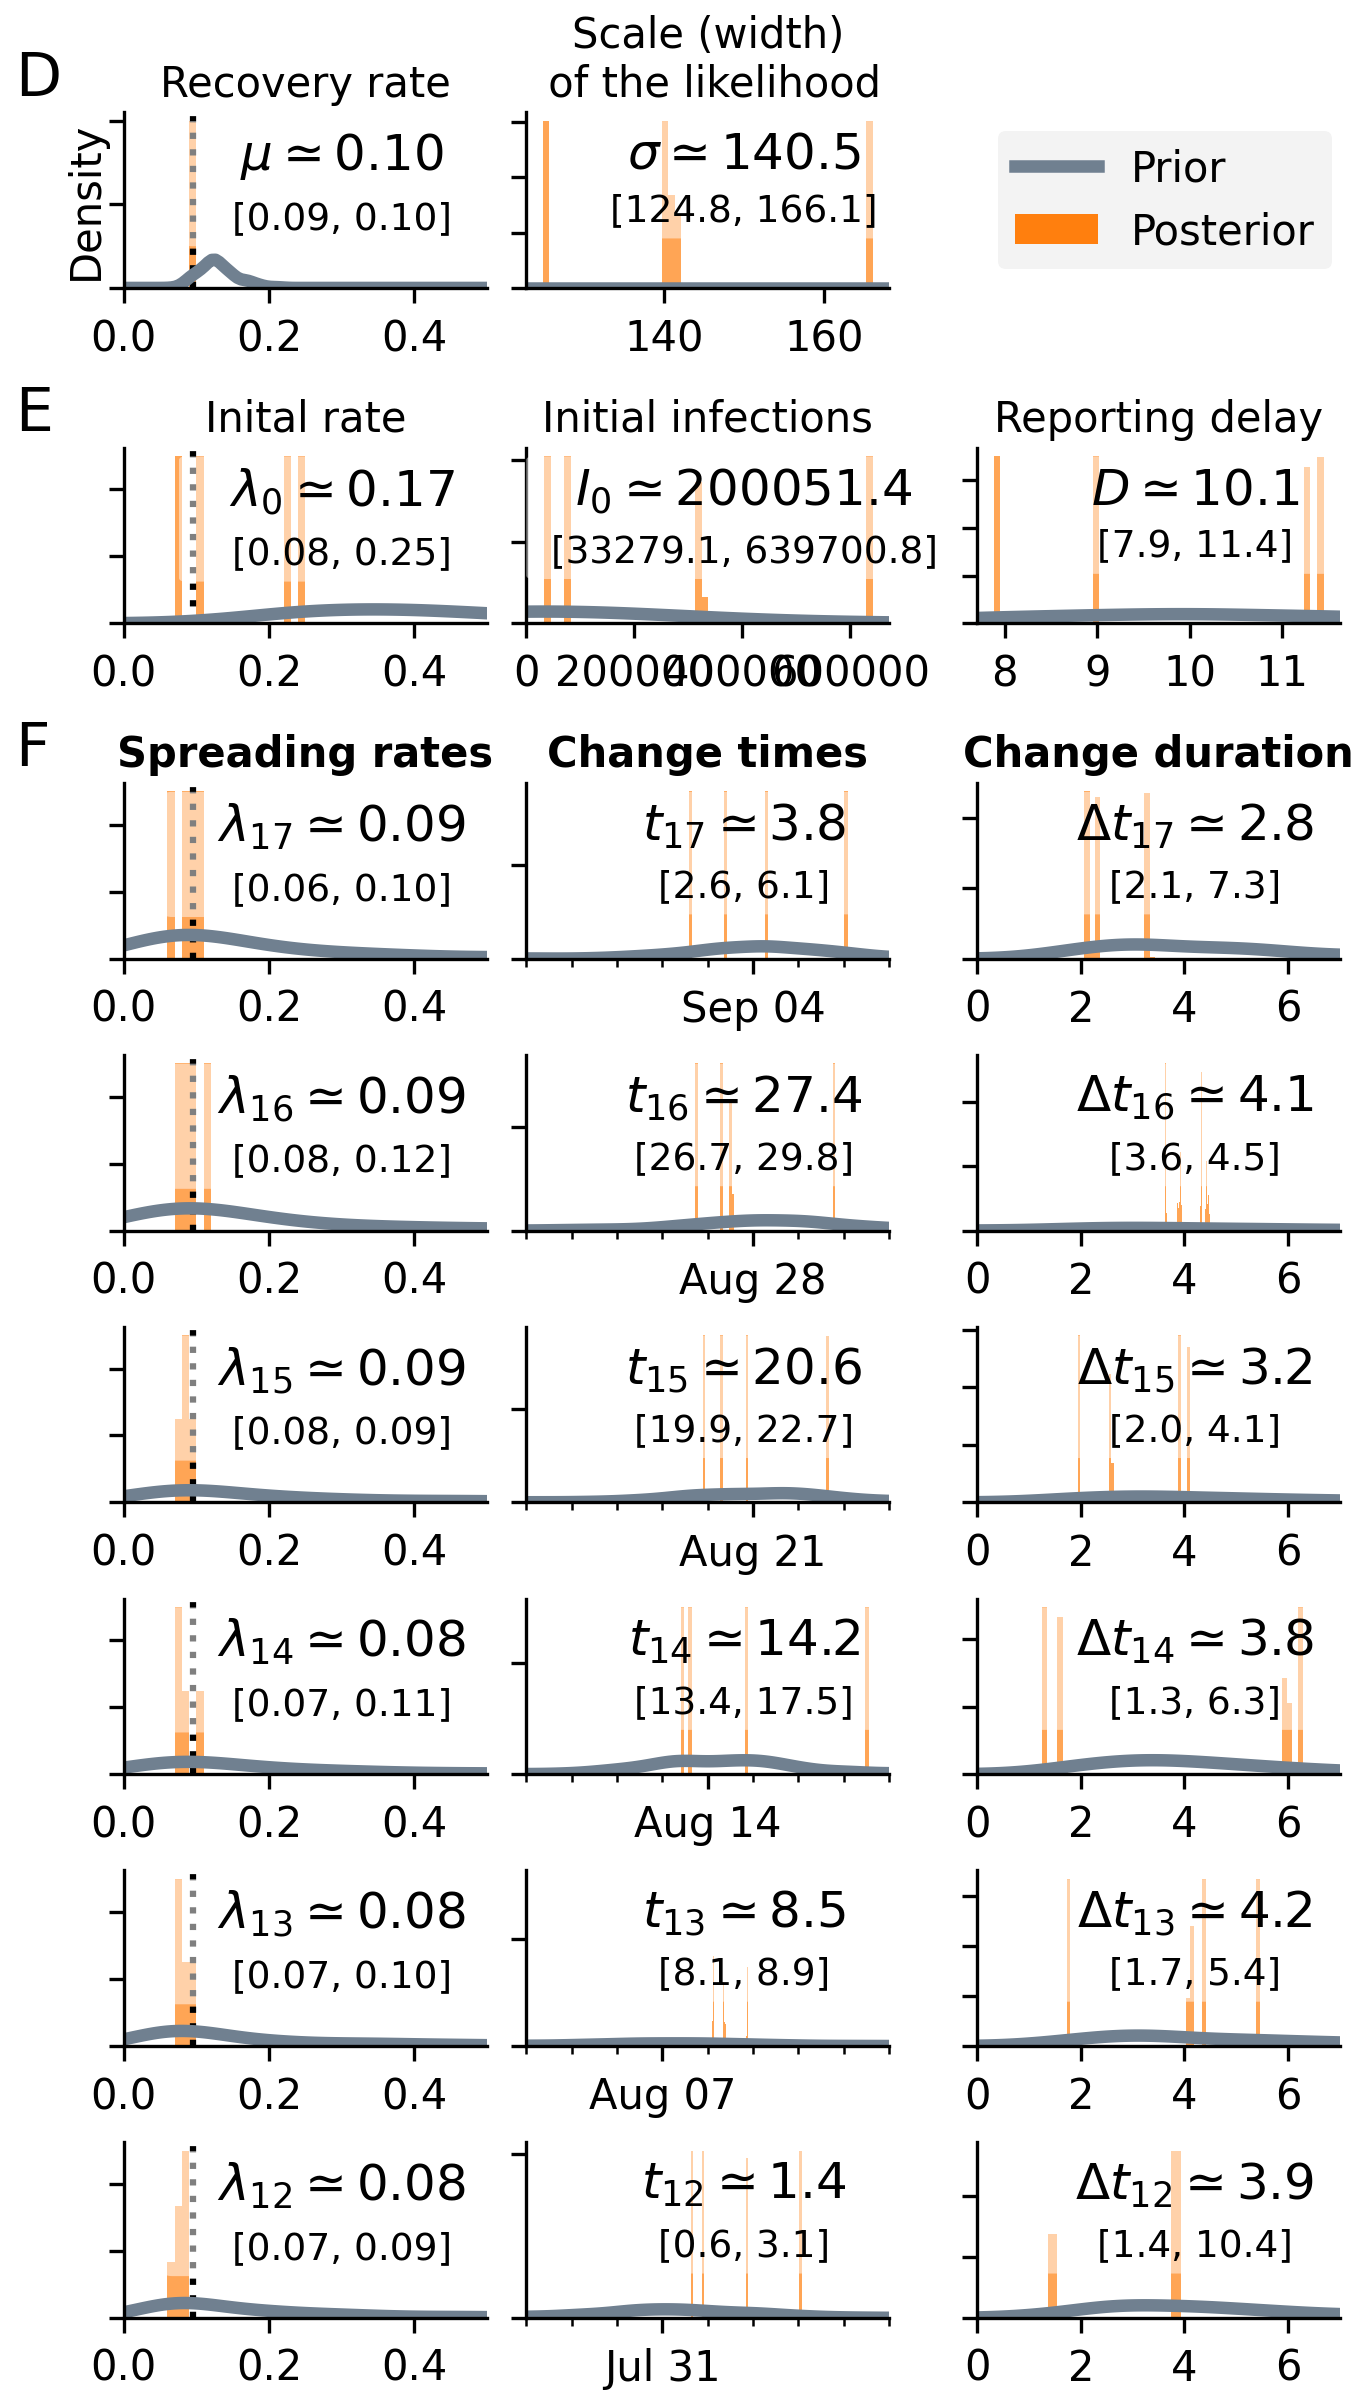 D
Recovery rate
Scale (width)
of the likelihood
Density
μ ≃ 0.10
[0.09, 0.10]
σ ≃ 140.5
[124.8, 166.1]
Prior
Posterior
0.0 0.2 0.4
140 160
E
Inital rate
Initial infections
Reporting delay
λ0 ≃ 0.17
[0.08, 0.25]
I0 ≃ 200051.4
[33279.1, 639700.8]
D ≃ 10.1
[7.9, 11.4]
0.0 0.2 0.4
0 200000 400000 600000
8 9 10 11
F
Spreading rates
Change times
Change duration
λ17 ≃ 0.09
[0.06, 0.10]
t17 ≃ 3.8
[2.6, 6.1]
Δt17 ≃ 2.8
[2.1, 7.3]
0.0 0.2 0.4
Sep 04
0 2 4 6
λ16 ≃ 0.09
[0.08, 0.12]
t16 ≃ 27.4
[26.7, 29.8]
Δt16 ≃ 4.1
[3.6, 4.5]
0.0 0.2 0.4
Aug 28
0 2 4 6
λ15 ≃ 0.09
[0.08, 0.09]
t15 ≃ 20.6
[19.9, 22.7]
Δt15 ≃ 3.2
[2.0, 4.1]
0.0 0.2 0.4
Aug 21
0 2 4 6
λ14 ≃ 0.08
[0.07, 0.11]
t14 ≃ 14.2
[13.4, 17.5]
Δt14 ≃ 3.8
[1.3, 6.3]
0.0 0.2 0.4
Aug 14
0 2 4 6
λ13 ≃ 0.08
[0.07, 0.10]
t13 ≃ 8.5
[8.1, 8.9]
Δt13 ≃ 4.2
[1.7, 5.4]
0.0 0.2 0.4
Aug 07
0 2 4 6
λ12 ≃ 0.08
[0.07, 0.09]
t12 ≃ 1.4
[0.6, 3.1]
Δt12 ≃ 3.9
[1.4, 10.4]
0.0 0.2 0.4
Jul 31
0 2 4 6